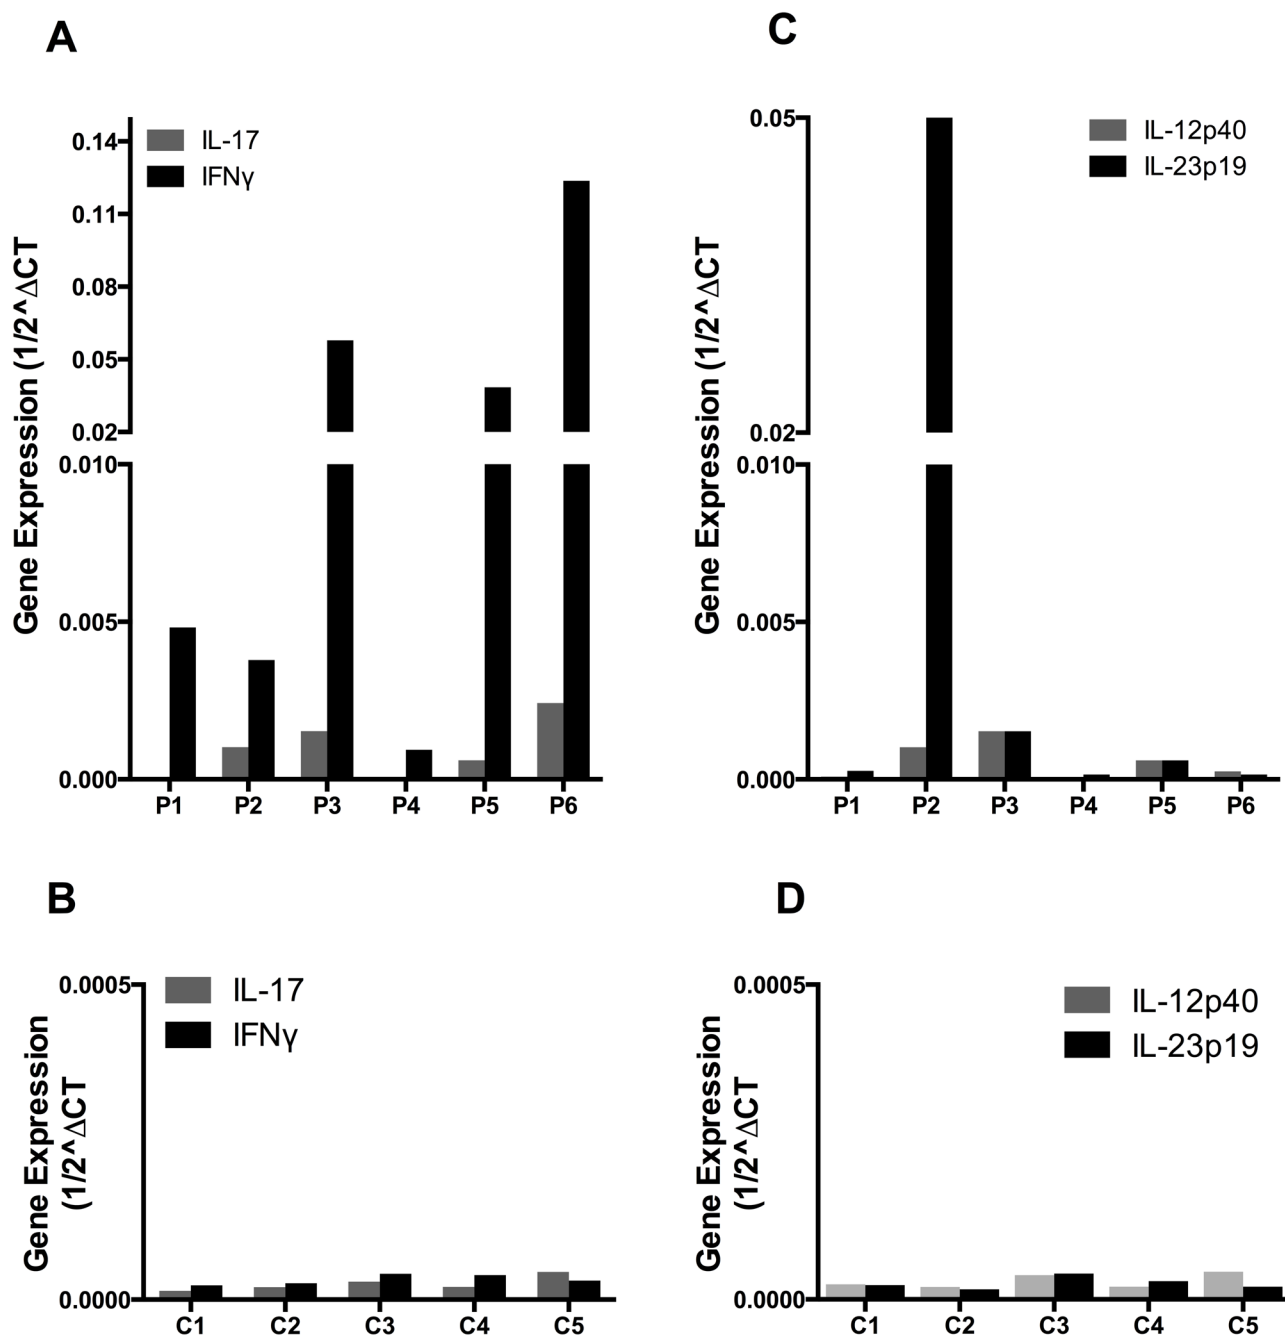 A
Gene Expression (1/2^ΔCT
0.14
0.11
0.08
0.05
0.02
0.010
0.005
0.000
IL-17
IFNγ
P1 P2 P3 P4 P5 P6
C
Gene Expression (1/2^ΔCT
0.05
0.02
0.010
0.005
0.000
IL-12p40
IL-23p19
P1 P2 P3 P4 P5 P6
B
Gene Expression
(1/2^ΔCT
0.0005
0.0000
IL-17
IFNγ
C1 C2 C3 C4 C5
D
Gene Expression
(1/2^ΔCT
0.0005
0.0000
IL-12p40
IL-23p19
C1 C2 C3 C4 C5